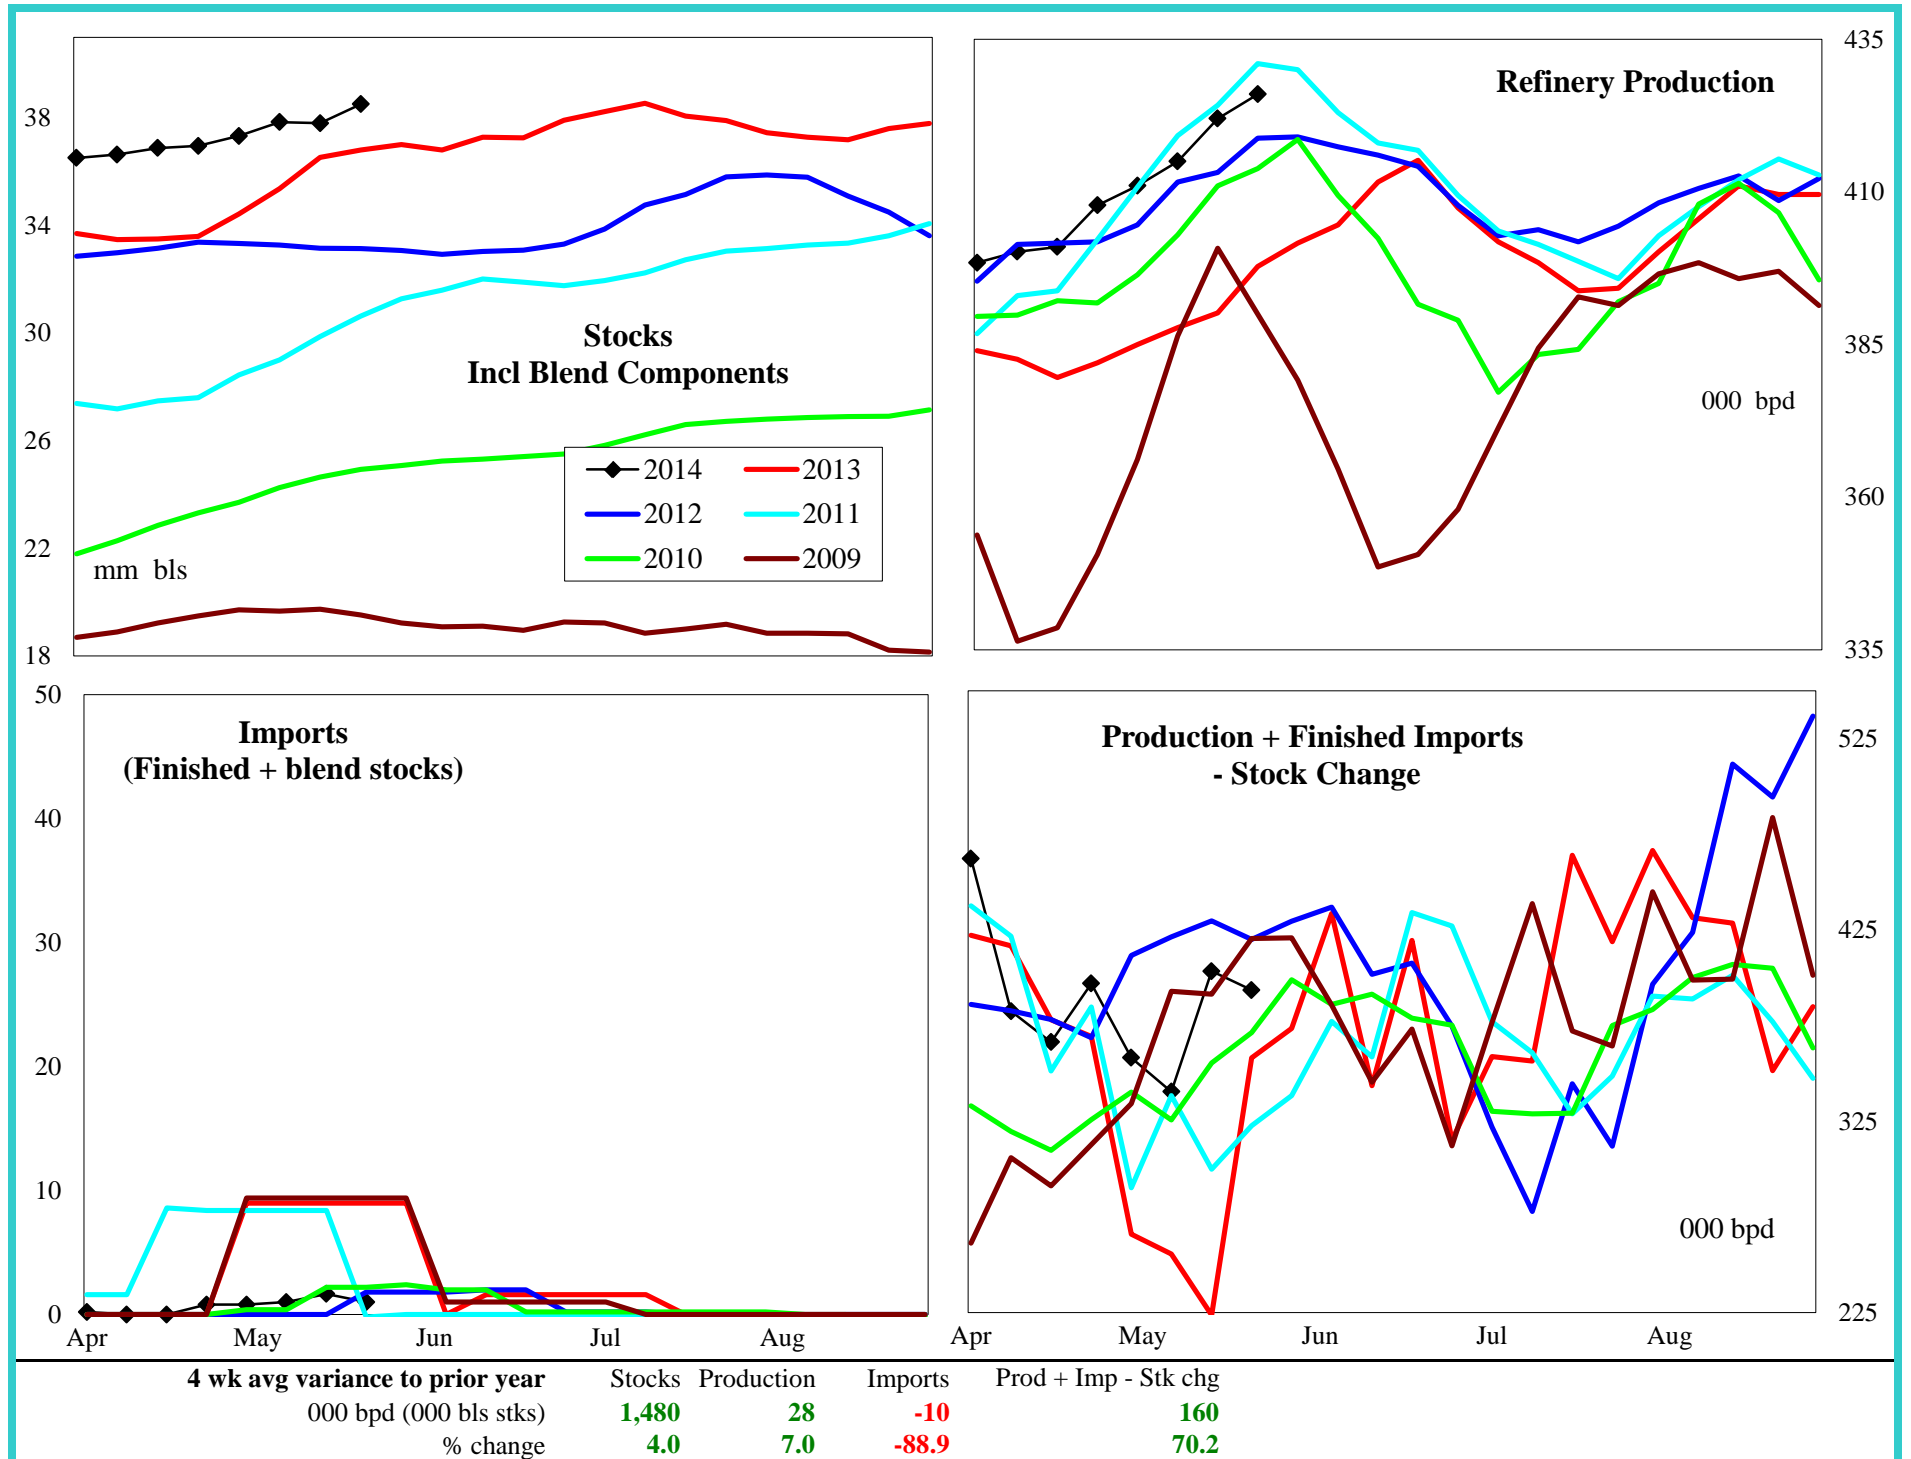 38
34
30
26
22
18
Stocks
Incl Blend Components
mm bls
2014 2013
2012 2011
2010 2009
Refinery Production
435
410
385
360
335
000 bpd
Imports
(Finished + blend stocks)
50
40
30
20
10
0
Apr May Jun Jul Aug
Production + Finished Imports
- Stock Change
525
425
325
225
000 bpd
Apr May Jun Jul Aug
4 wk avg variance to prior year Stocks Production Imports Prod + Imp - Stk chg
000 bpd (000 bls stks) 1,480 28 -10 160
% change 4.0 7.0 -88.9 70.2